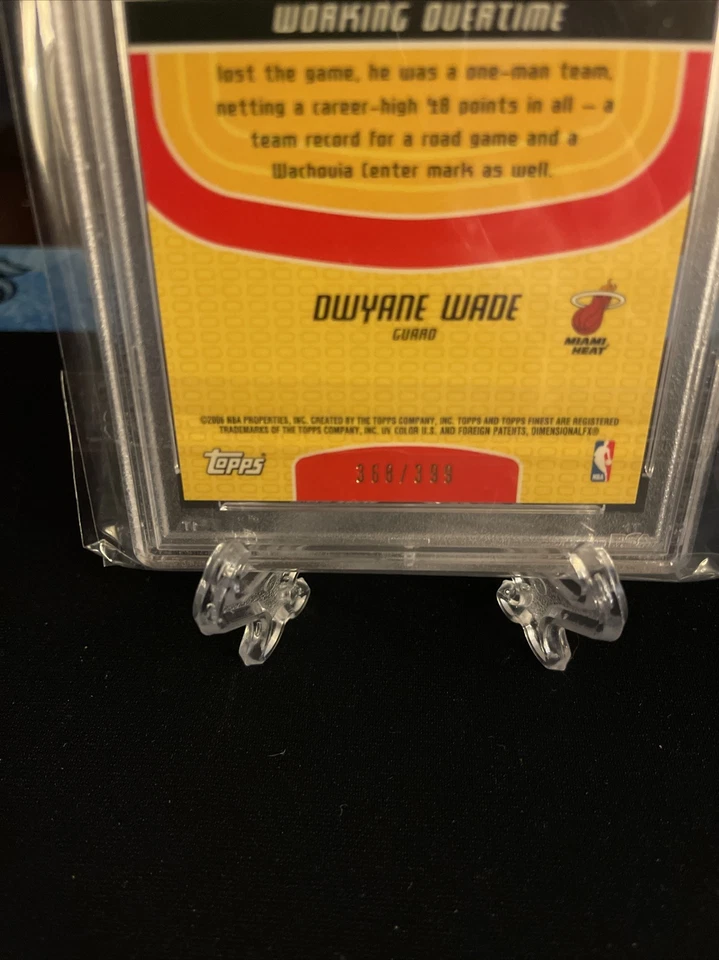 WORKING OVERTIME
lost the game, he was a one-man team,
netting a career-high 48 points in all – a
team record for a road game and a
Wachovia Center mark as well.
DWYANE WADE
GUARD
MIAMI
HEAT
©2006 NBA PROPERTIES, INC. CREATED BY THE TOPPS COMPANY, INC. TOPPS AND TOPPS FINEST ARE REGISTERED
TRADEMARKS OF THE TOPPS COMPANY, INC. UV COLOR U.S. AND FOREIGN PATENTS, DIMENSIONALFX®
topps
368/399
NBA